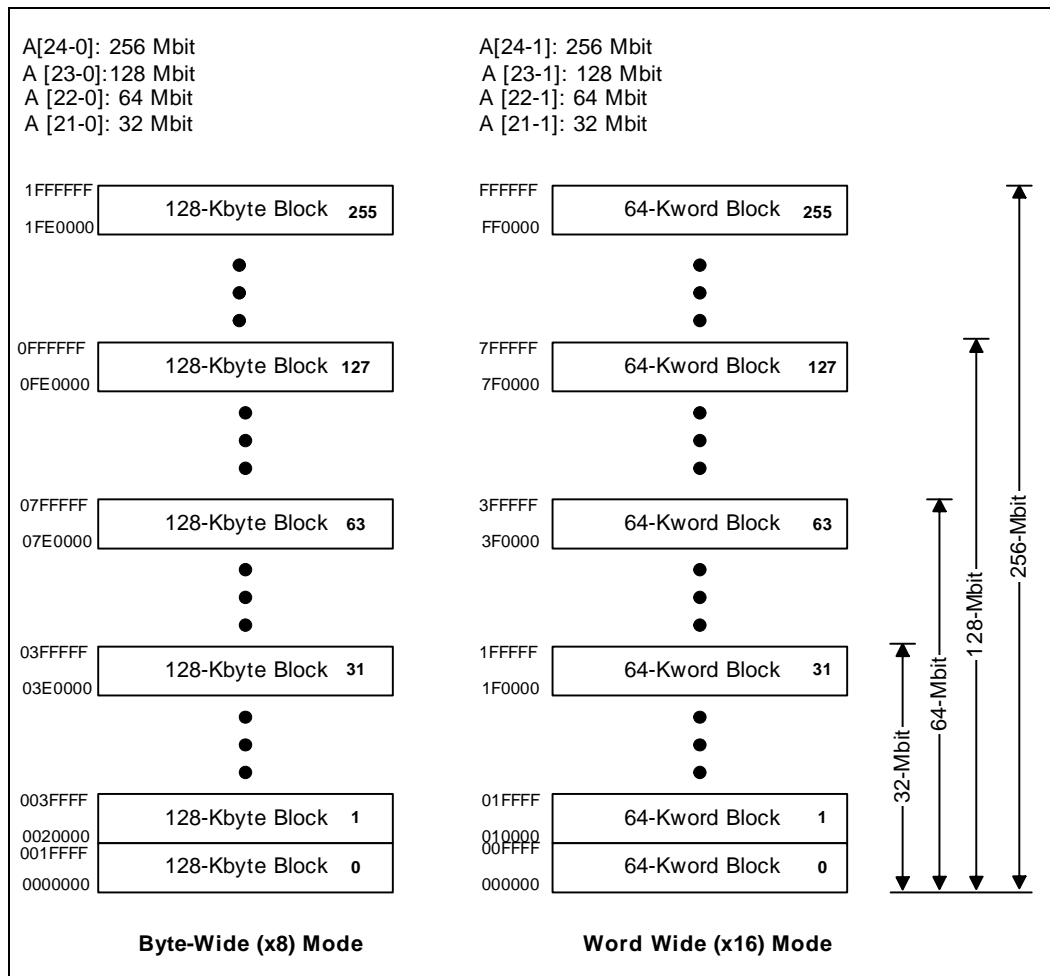 A[24-0]: 256 Mbit
A [23-0]:128 Mbit
A [22-0]: 64 Mbit
A [21-0]: 32 Mbit
A[24-1]: 256 Mbit
A [23-1]: 128 Mbit
A [22-1]: 64 Mbit
A [21-1]: 32 Mbit
1FFFFFF
128-Kbyte Block 255
1FE0000
FFFFFF
64-Kword Block 255
FF0000
0FFFFFF
128-Kbyte Block 127
0FE0000
7FFFFF
64-Kword Block 127
7F0000
07FFFFF
128-Kbyte Block 63
07E0000
3FFFFF
64-Kword Block 63
3F0000
03FFFFF
128-Kbyte Block 31
03E0000
1FFFFF
64-Kword Block 31
1F0000
003FFFF
128-Kbyte Block 1
0020000
001FFFF
128-Kbyte Block 0
0000000
01FFFF
64-Kword Block 1
010000
00FFFF
64-Kword Block 0
000000
32-Mbit
64-Mbit
128-Mbit
256-Mbit
Byte-Wide (x8) Mode
Word Wide (x16) Mode